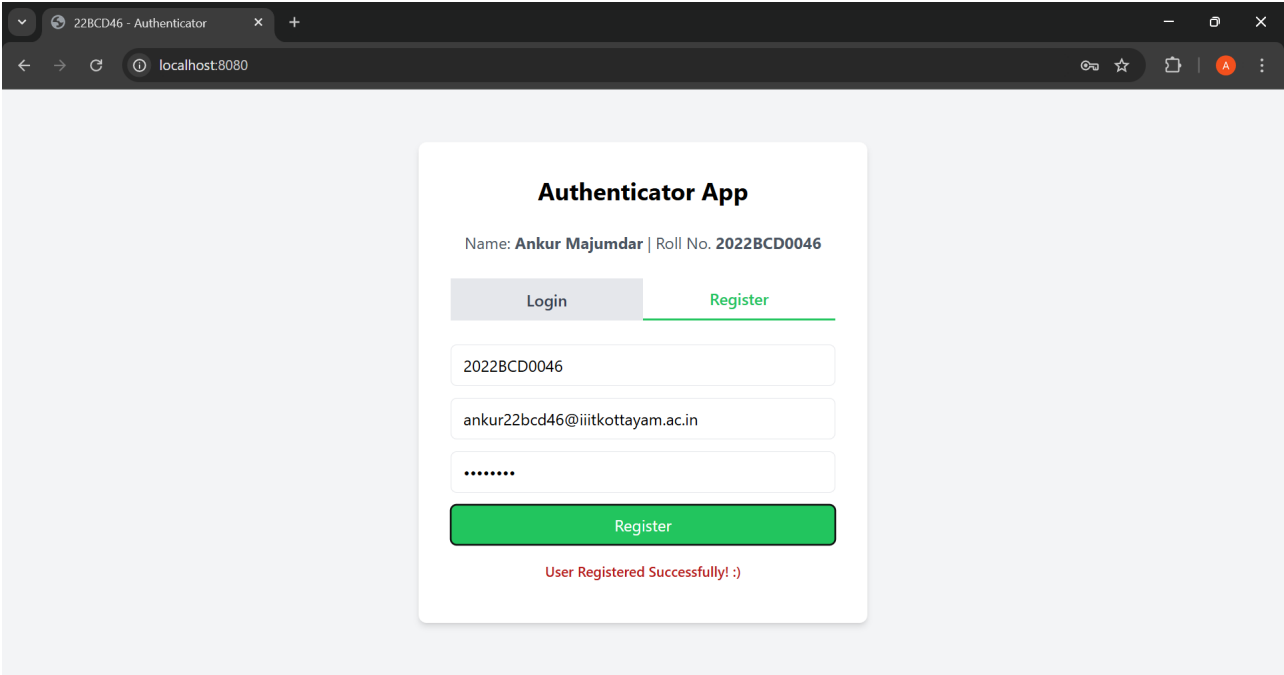 22BCD46 - Authenticator
localhost:8080
A
Authenticator App
Name: Ankur Majumdar | Roll No. 2022BCD0046
Login Register
2022BCD0046
ankur22bcd46@iiitkottayam.ac.in
••••••••
Register
User Registered Successfully! :)